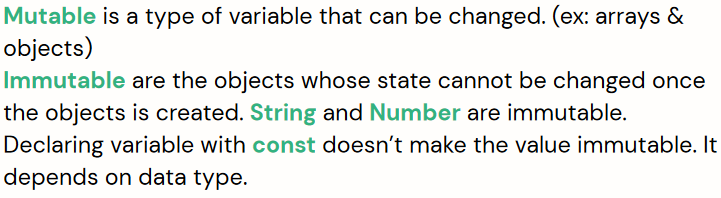 Mutable is a type of variable that can be changed. (ex: arrays &
objects)
Immutable are the objects whose state cannot be changed once
the objects is created. String and Number are immutable.
Declaring variable with const doesn’t make the value immutable. It
depends on data type.